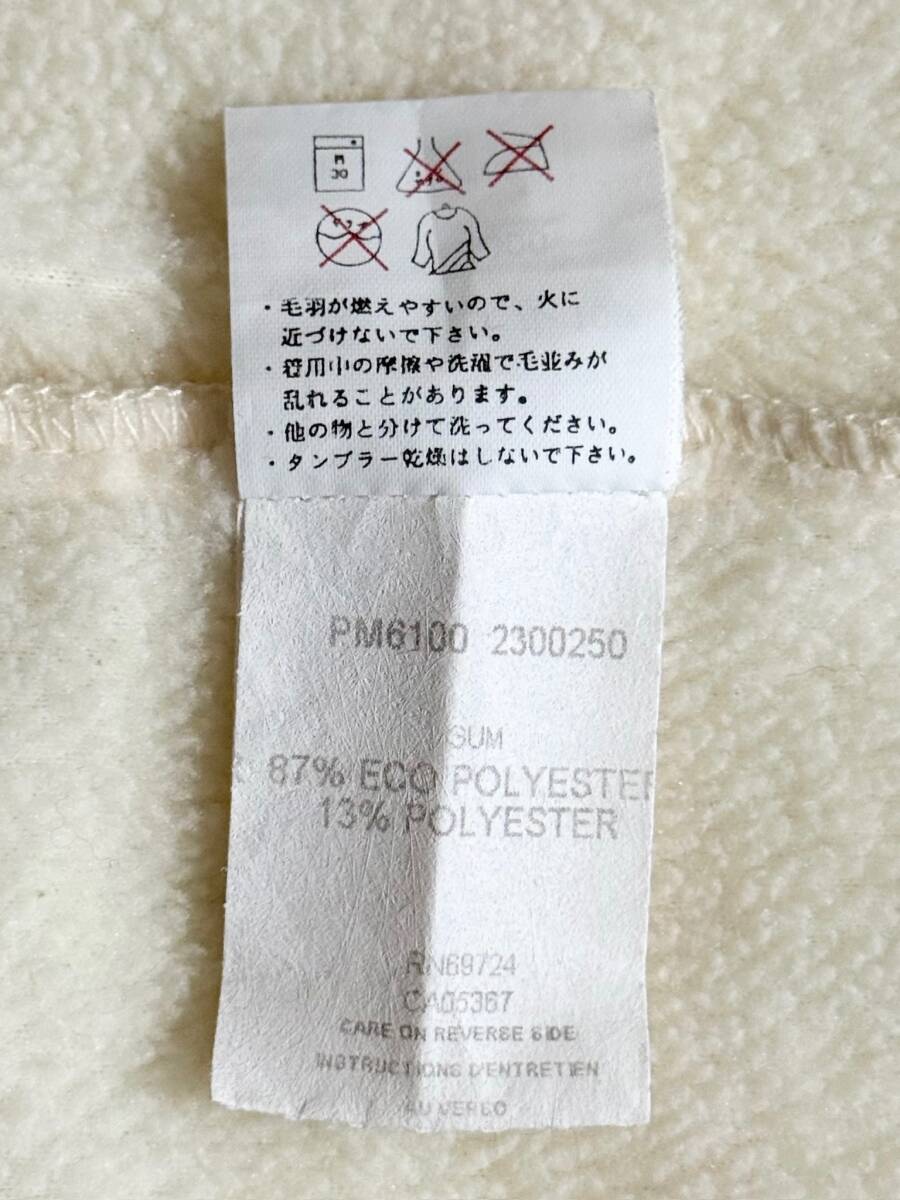 ・毛羽が燃えやすいので、火に
近づけないで下さい。
・着用中の摩擦や洗濯で毛並みが
乱れることがあります。
・他の物と分けて洗ってください。
・タンブラー乾燥はしないで下さい。
PM6100 2300250
GUM
87% ECO POLYESTER
13% POLYESTER
RN69724
CA05367
CARE ON REVERSE SIDE
INSTRUCTIONS D'ENTRETIEN
AU VERSO